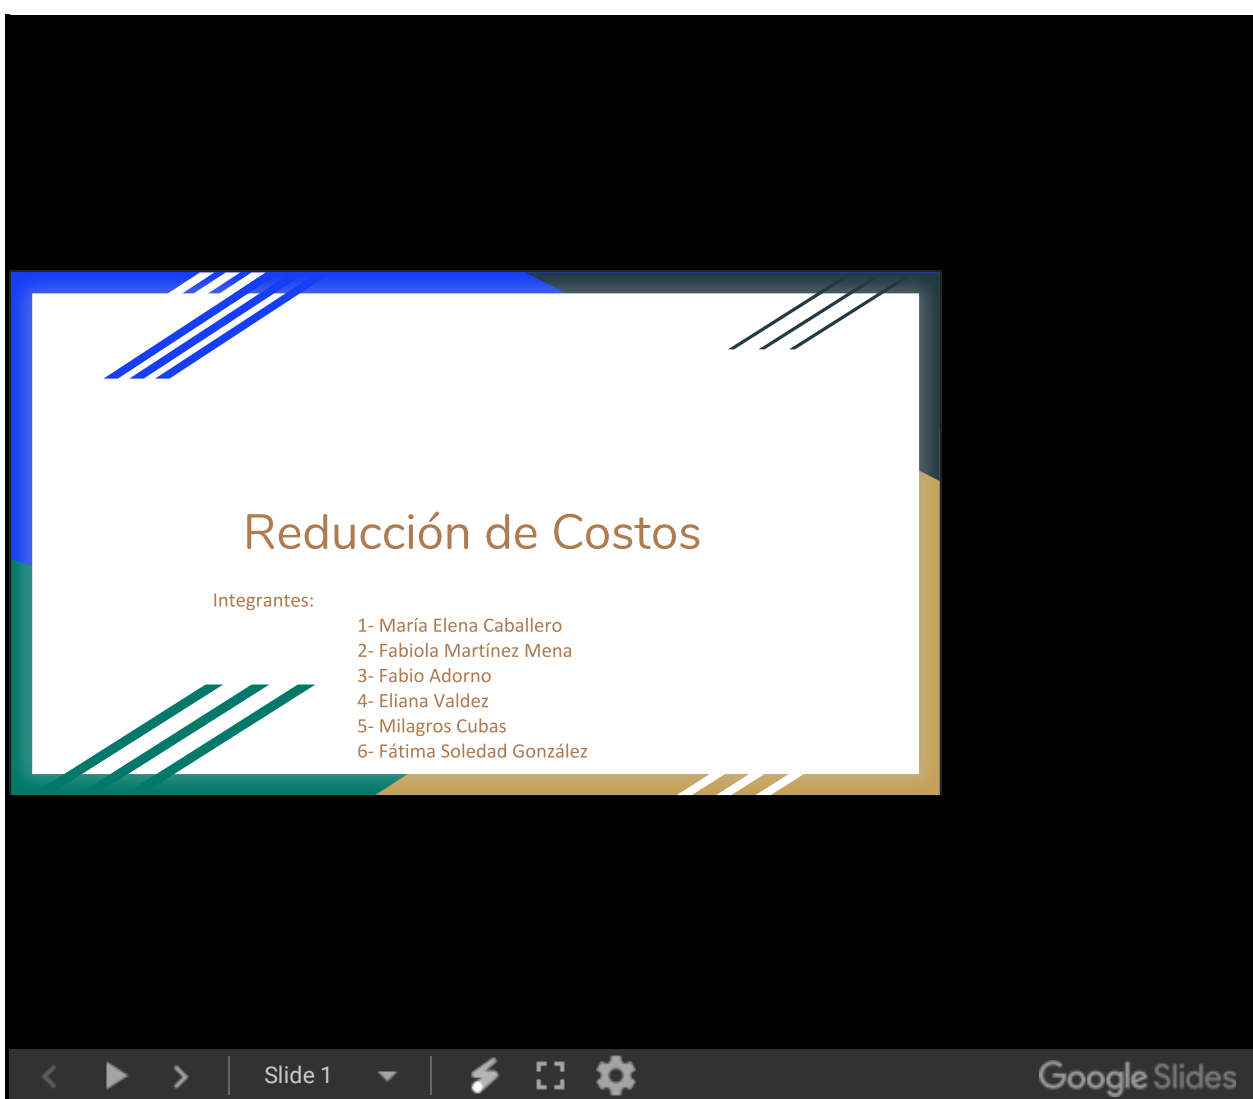 Reducción de Costos
Integrantes:
1- María Elena Caballero
2- Fabiola Martínez Mena
3- Fabio Adorno
4- Eliana Valdez
5- Milagros Cubas
6- Fátima Soledad González
Slide 1
Google Slides